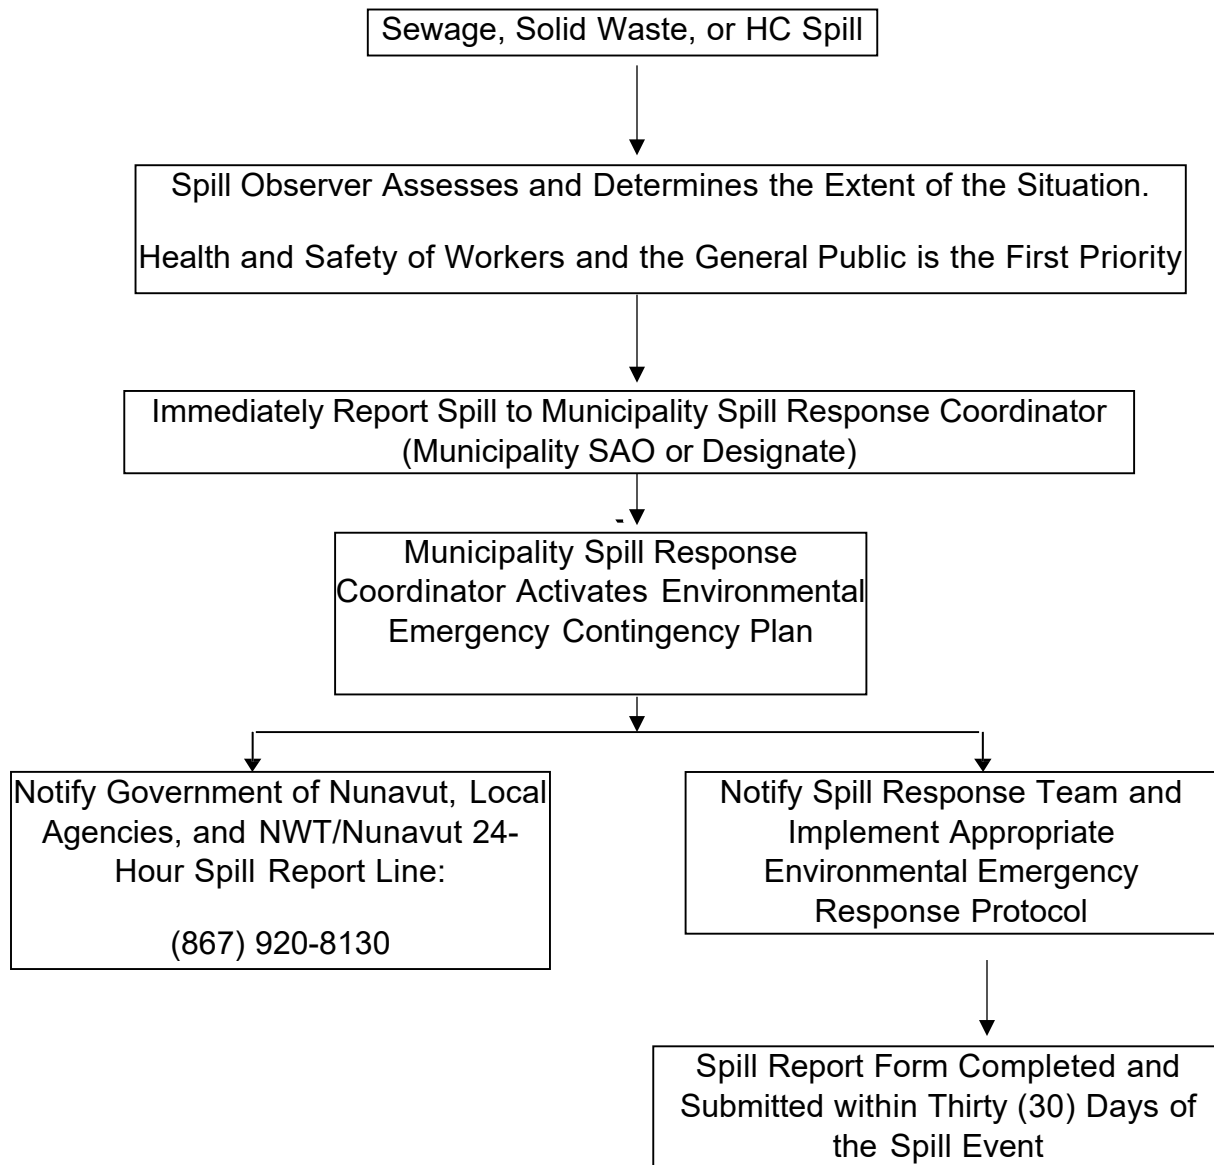 Sewage, Solid Waste, or HC Spill
Spill Observer Assesses and Determines the Extent of the Situation.
Health and Safety of Workers and the General Public is the First Priority
Immediately Report Spill to Municipality Spill Response Coordinator
(Municipality SAO or Designate)
Municipality Spill Response
Coordinator Activates Environmental
Emergency Contingency Plan
Notify Government of Nunavut, Local
Agencies, and NWT/Nunavut 24-
Hour Spill Report Line:
(867) 920-8130
Notify Spill Response Team and
Implement Appropriate
Environmental Emergency
Response Protocol
Spill Report Form Completed and
Submitted within Thirty (30) Days of
the Spill Event